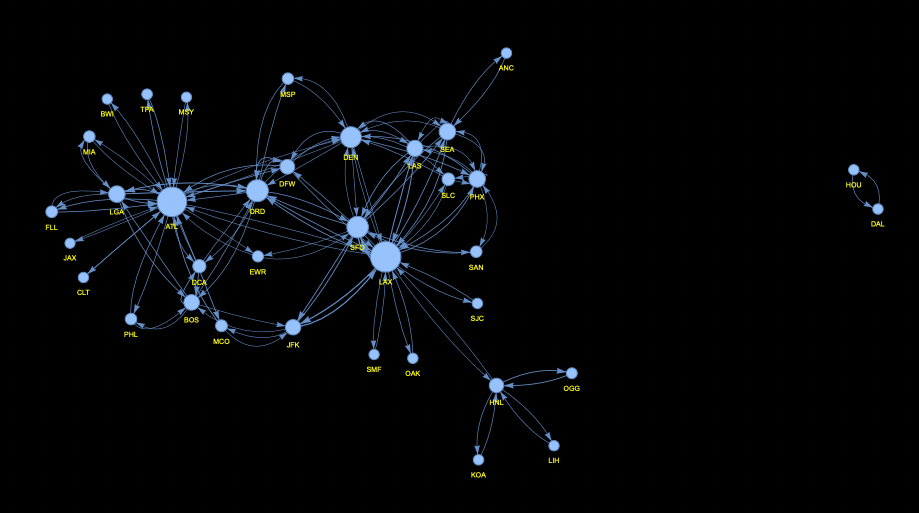 ANC
MSP
BWI
TPA
MSY
MIA
DEN
LAS
SEA
DFW
SLC
PHX
HOU
FLL
LGA
ATL
ORD
DAL
JAX
SFO
SAN
EWR
DCA
LAX
CLT
BOS
SJC
PHL
MCO
JFK
SMF
OAK
HNL
OGG
KOA
LIH